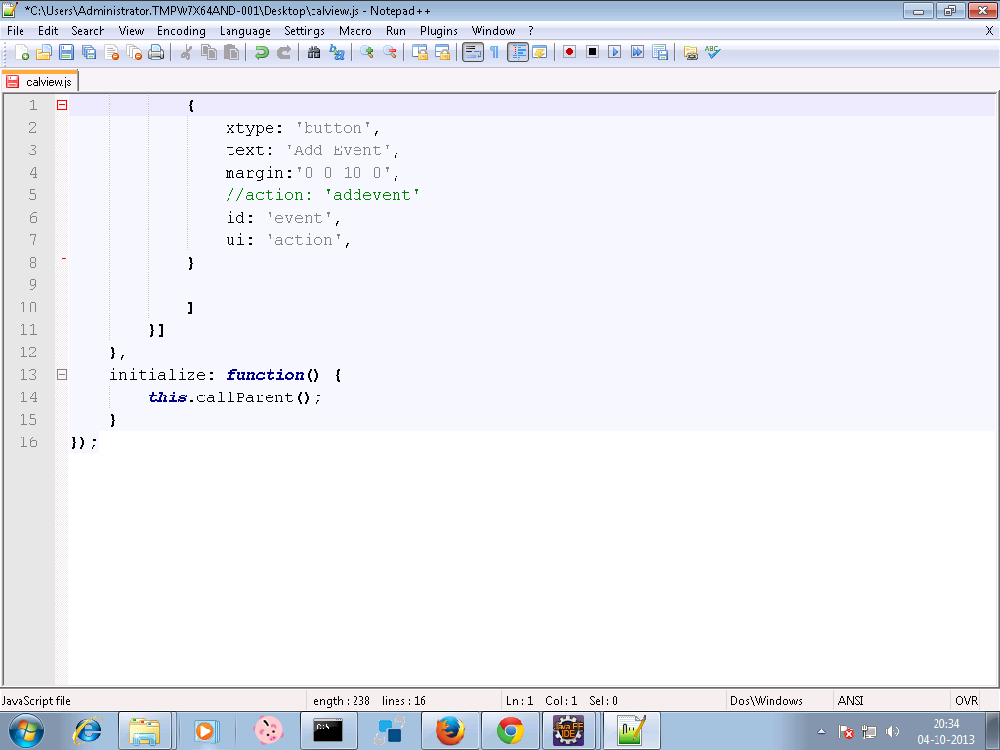 *C:\Users\Administrator.TMPW7X64AND-001\Desktop\calview.js - Notepad++
File Edit Search View Encoding Language Settings Macro Run Plugins Window ? X
calview.js
1 {
2 xtype: 'button',
3 text: 'Add Event',
4 margin:'0 0 10 0',
5 //action: 'addevent'
6 id: 'event',
7 ui: 'action',
8 }
9
10 ]
11 }]
12 },
13 initialize: function() {
14 this.callParent();
15 }
16 });
JavaScript file length : 238 lines : 16 Ln : 1 Col : 1 Sel : 0 Dos\Windows ANSI OVR
20:34
04-10-2013